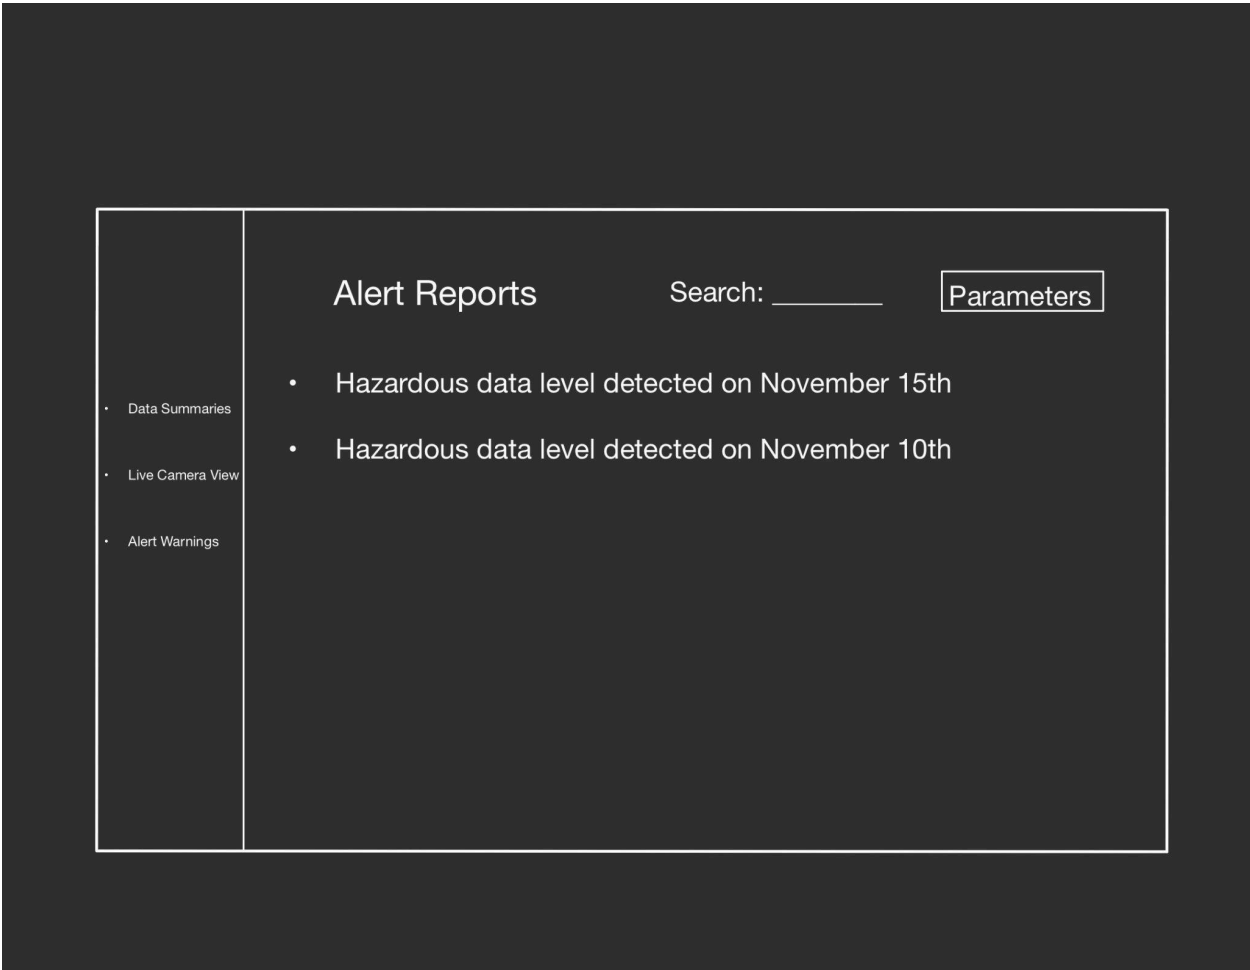 Alert Reports
Search: ________
Parameters
• Hazardous data level detected on November 15th
• Hazardous data level detected on November 10th
• Data Summaries
• Live Camera View
• Alert Warnings